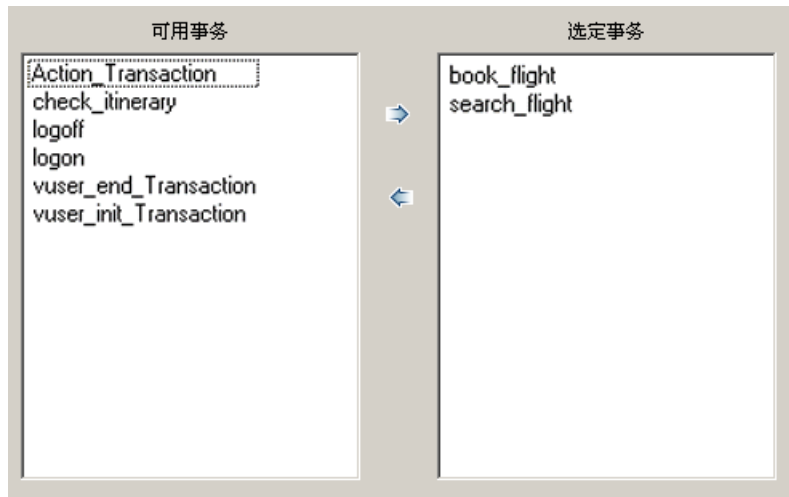 可用事务
Action_Transaction
check_itinerary
logoff
logon
vuser_end_Transaction
vuser_init_Transaction
选定事务
book_flight
search_flight